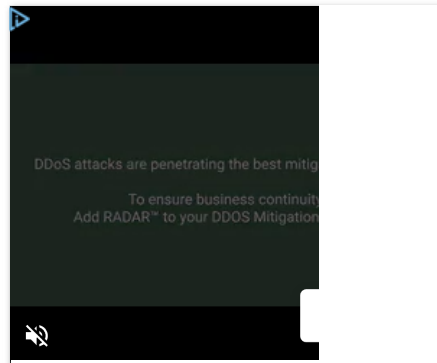 DDoS attacks are penetrating the best mitig
To ensure business continuity
Add RADAR™ to your DDOS Mitigation